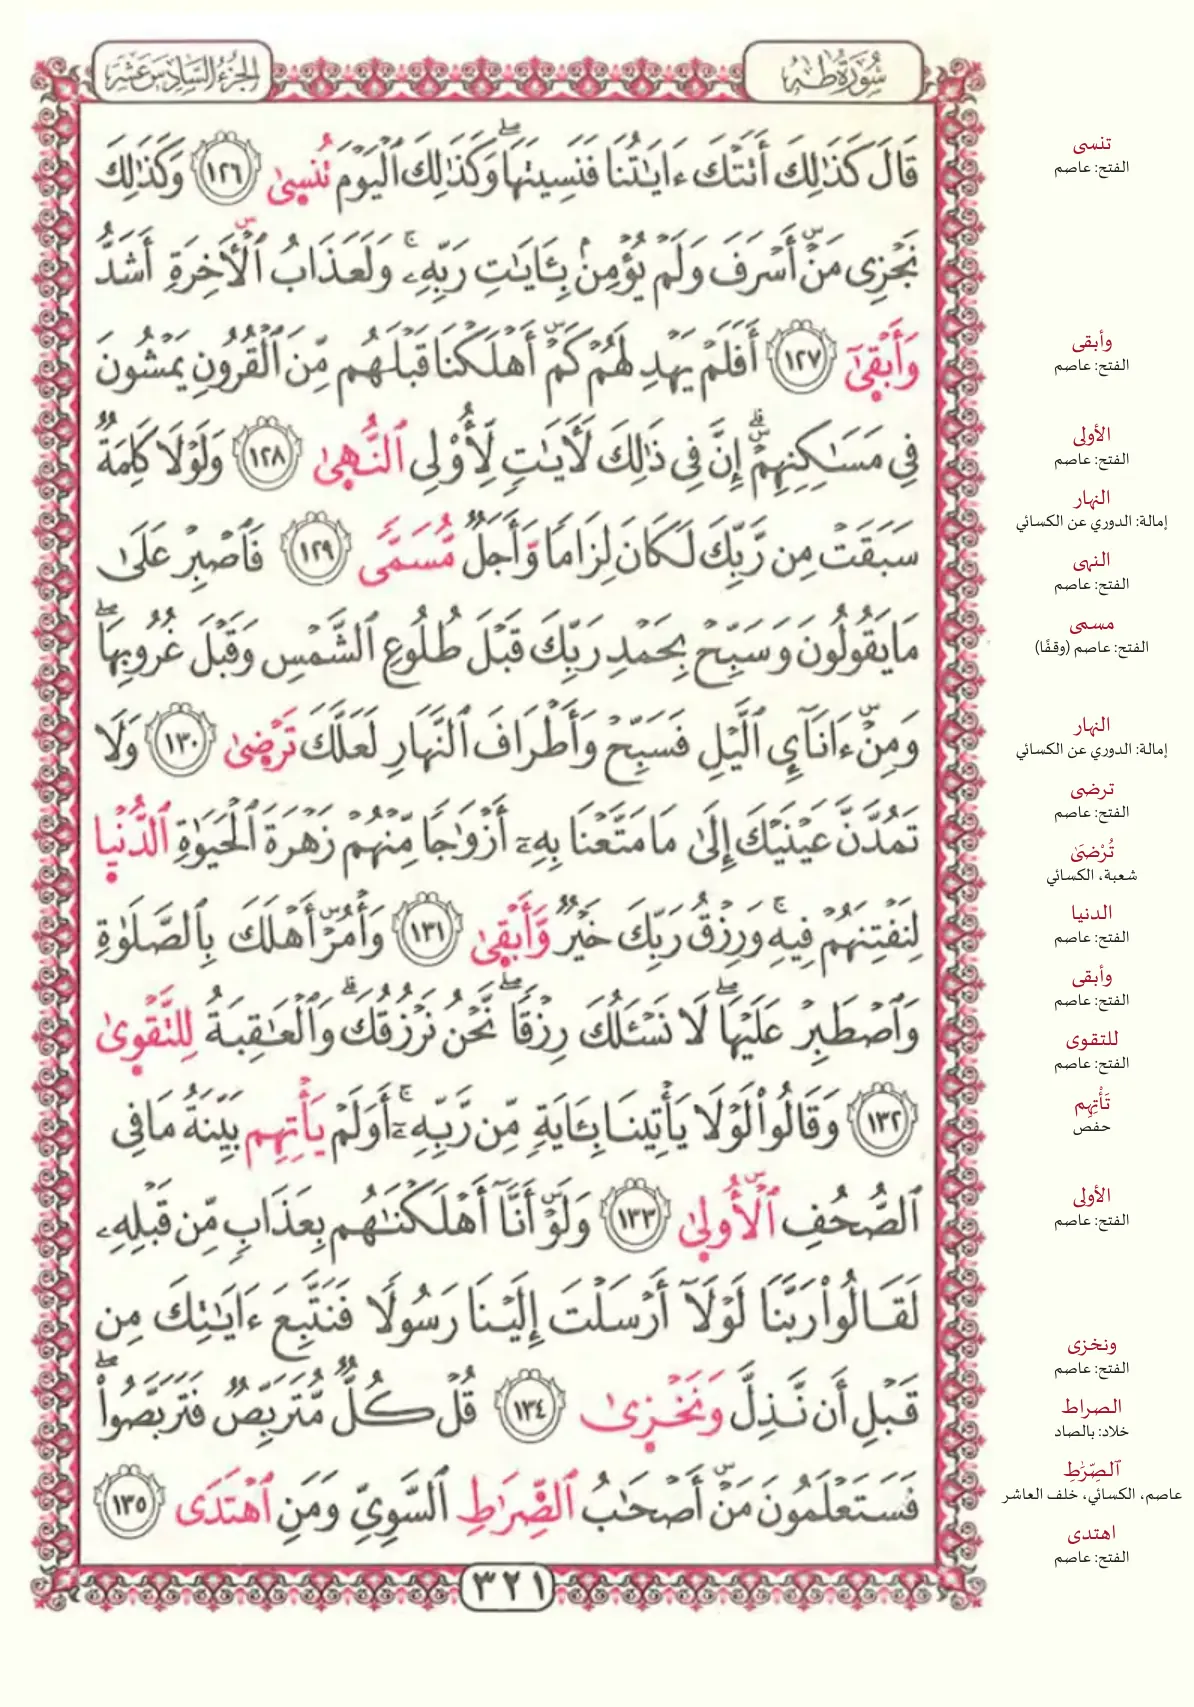 سُورَةُ طه
الجُزءُ السَّادِسَ عَشَرَ
قَالَ كَذَٰلِكَ أَتَتْكَ ءَايَٰتُنَا فَنَسِيتَهَاۖ وَكَذَٰلِكَ ٱلْيَوْمَ تُنسَىٰ ١٢٦ وَكَذَٰلِكَ
نَجْزِى مَنْ أَسْرَفَ وَلَمْ يُؤْمِنۢ بِـَٔايَٰتِ رَبِّهِۦۚ وَلَعَذَابُ ٱلْأَخِرَةِ أَشَدُّ
وَأَبْقَىٰٓ ١٢٧ أَفَلَمْ يَهْدِ لَهُمْ كَمْ أَهْلَكْنَا قَبْلَهُم مِّنَ ٱلْقُرُونِ يَمْشُونَ
فِى مَسَٰكِنِهِمْۗ إِنَّ فِى ذَٰلِكَ لَأٓيَٰتٍ لِّأُو۟لِى ٱلنُّهَىٰ ١٢٨ وَلَوْلَا كَلِمَةٌ
سَبَقَتْ مِن رَّبِّكَ لَكَانَ لِزَامًا وَأَجَلٌ مُّسَمًّى ١٢٩ فَٱصْبِرْ عَلَىٰ
مَا يَقُولُونَ وَسَبِّحْ بِحَمْدِ رَبِّكَ قَبْلَ طُلُوعِ ٱلشَّمْسِ وَقَبْلَ غُرُوبِهَاۖ
وَمِنْ ءَانَآئِ ٱلَّيْلِ فَسَبِّحْ وَأَطْرَافَ ٱلنَّهَارِ لَعَلَّكَ تَرْضَىٰ ١٣٠ وَلَا
تَمُدَّنَّ عَيْنَيْكَ إِلَىٰ مَا مَتَّعْنَا بِهِۦٓ أَزْوَٰجًا مِّنْهُمْ زَهْرَةَ ٱلْحَيَوٰةِ ٱلدُّنْيَا
لِنَفْتِنَهُمْ فِيهِۚ وَرِزْقُ رَبِّكَ خَيْرٌ وَأَبْقَىٰ ١٣١ وَأْمُرْ أَهْلَكَ بِٱلصَّلَوٰةِ
وَٱصْطَبِرْ عَلَيْهَاۖ لَا نَسْـَٔلُكَ رِزْقًاۖ نَّحْنُ نَرْزُقُكَۗ وَٱلْعَٰقِبَةُ لِلتَّقْوَىٰ
١٣٢ وَقَالُوا۟ لَوْلَا يَأْتِينَا بِـَٔايَةٍ مِّن رَّبِّهِۦٓۚ أَوَلَمْ يَأْتِهِم بَيِّنَةُ مَا فِى
ٱلصُّحُفِ ٱلْأُولَىٰ ١٣٣ وَلَوْ أَنَّآ أَهْلَكْنَٰهُم بِعَذَابٍ مِّن قَبْلِهِۦ
لَقَالُوا۟ رَبَّنَا لَوْلَآ أَرْسَلْتَ إِلَيْنَا رَسُولًا فَنَتَّبِعَ ءَايَٰتِكَ مِن
قَبْلِ أَن نَّذِلَّ وَنَخْزَىٰ ١٣٤ قُلْ كُلٌّ مُّتَرَبِّصٌ فَتَرَبَّصُوا۟ۖ
فَسَتَعْلَمُونَ مَنْ أَصْحَٰبُ ٱلصِّرَٰطِ ٱلسَّوِىِّ وَمَنِ ٱهْتَدَىٰ ١٣٥
٣٢١
تنسى
الفتح: عاصم
وأبقى
الفتح: عاصم
الأولى
الفتح: عاصم
النهار
إمالة: الدوري عن الكسائي
النهى
الفتح: عاصم
مسمى
الفتح: عاصم (وقفًا)
النهار
إمالة: الدوري عن الكسائي
ترضى
الفتح: عاصم
تُرْضَىٰ
شعبة، الكسائي
الدنيا
الفتح: عاصم
وأبقى
الفتح: عاصم
للتقوى
الفتح: عاصم
تَأْتِهِم
حفص
الأولى
الفتح: عاصم
ونخزى
الفتح: عاصم
الصراط
خلاد: بالصاد
ٱلصِّرَٰطِ
عاصم، الكسائي، خلف العاشر
اهتدى
الفتح: عاصم